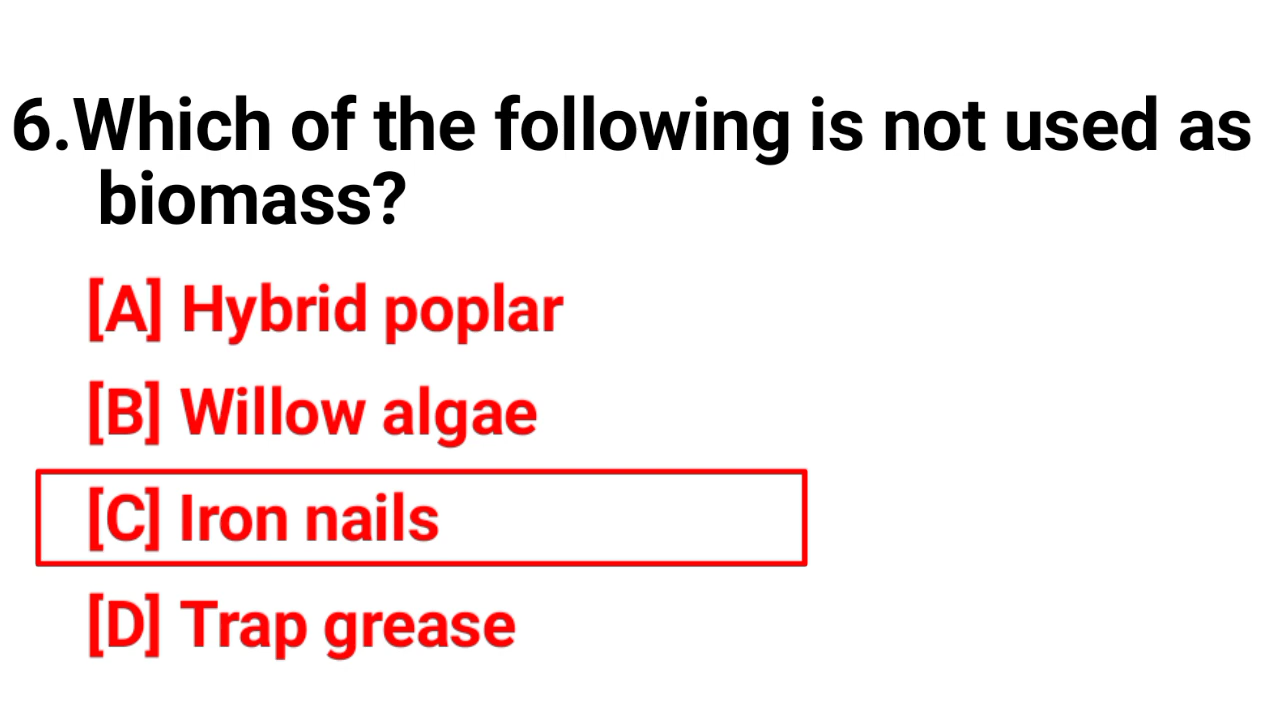 6.Which of the following is not used as
biomass?
[A] Hybrid poplar
[B] Willow algae
[C] Iron nails
[D] Trap grease